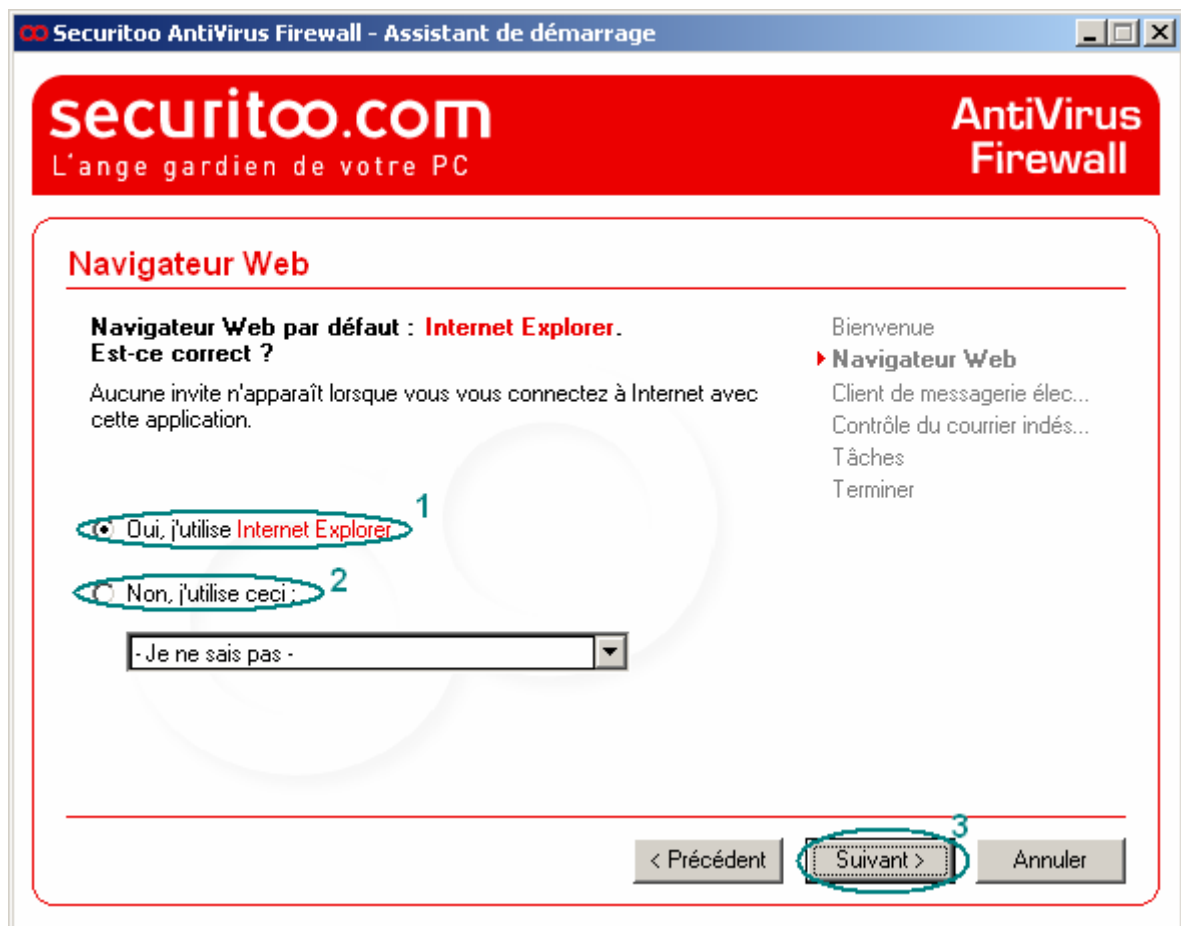 Securitoo AntiVirus Firewall - Assistant de démarrage
securitoo.com
L'ange gardien de votre PC
AntiVirus
Firewall
Navigateur Web
Navigateur Web par défaut : Internet Explorer.
Est-ce correct ?
Aucune invite n'apparaît lorsque vous vous connectez à Internet avec
cette application.
Bienvenue
Navigateur Web
Client de messagerie élec...
Contrôle du courrier indés...
Tâches
Terminer
Oui, j'utilise Internet Explorer
1
Non, j'utilise ceci :
2
- Je ne sais pas -
3
< Précédent
Suivant >
Annuler